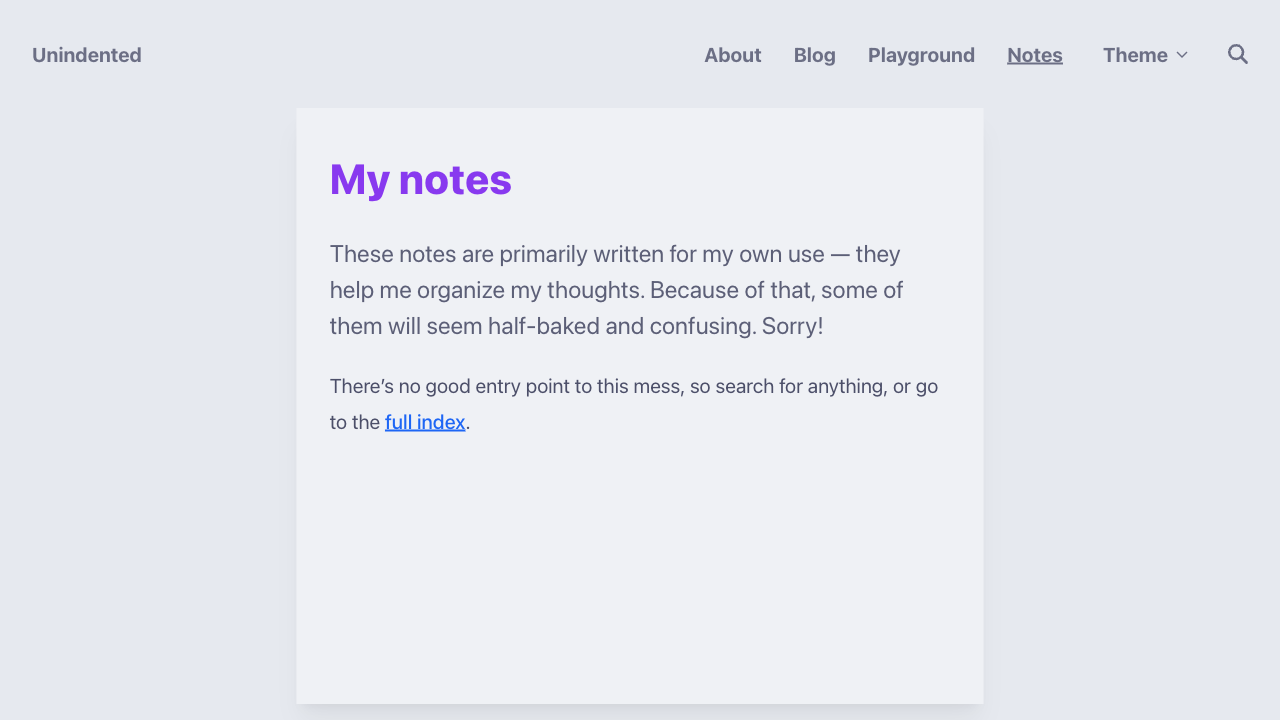 Unindented
About
Blog
Playground
Notes
Theme
My notes
These notes are primarily written for my own use — they
help me organize my thoughts. Because of that, some of
them will seem half-baked and confusing. Sorry!
There’s no good entry point to this mess, so search for anything, or go
to the full index.